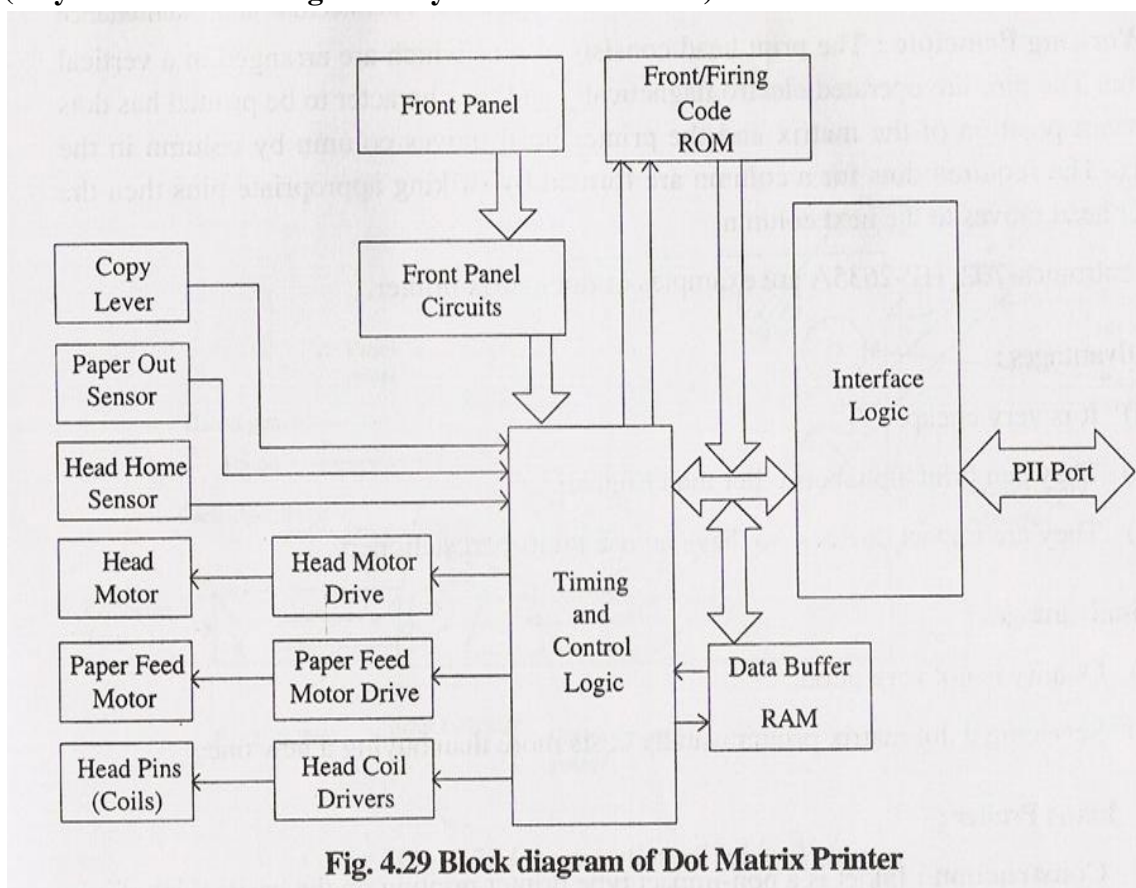 Front Panel
Front/Firing
Code
ROM
Copy
Lever
Front Panel
Circuits
Paper Out
Sensor
Interface
Logic
Head Home
Sensor
PII Port
Head
Motor
Head Motor
Drive
Timing
and
Control
Logic
Paper Feed
Motor
Paper Feed
Motor Drive
Data Buffer
RAM
Head Pins
(Coils)
Head Coil
Drivers
Fig. 4.29 Block diagram of Dot Matrix Printer